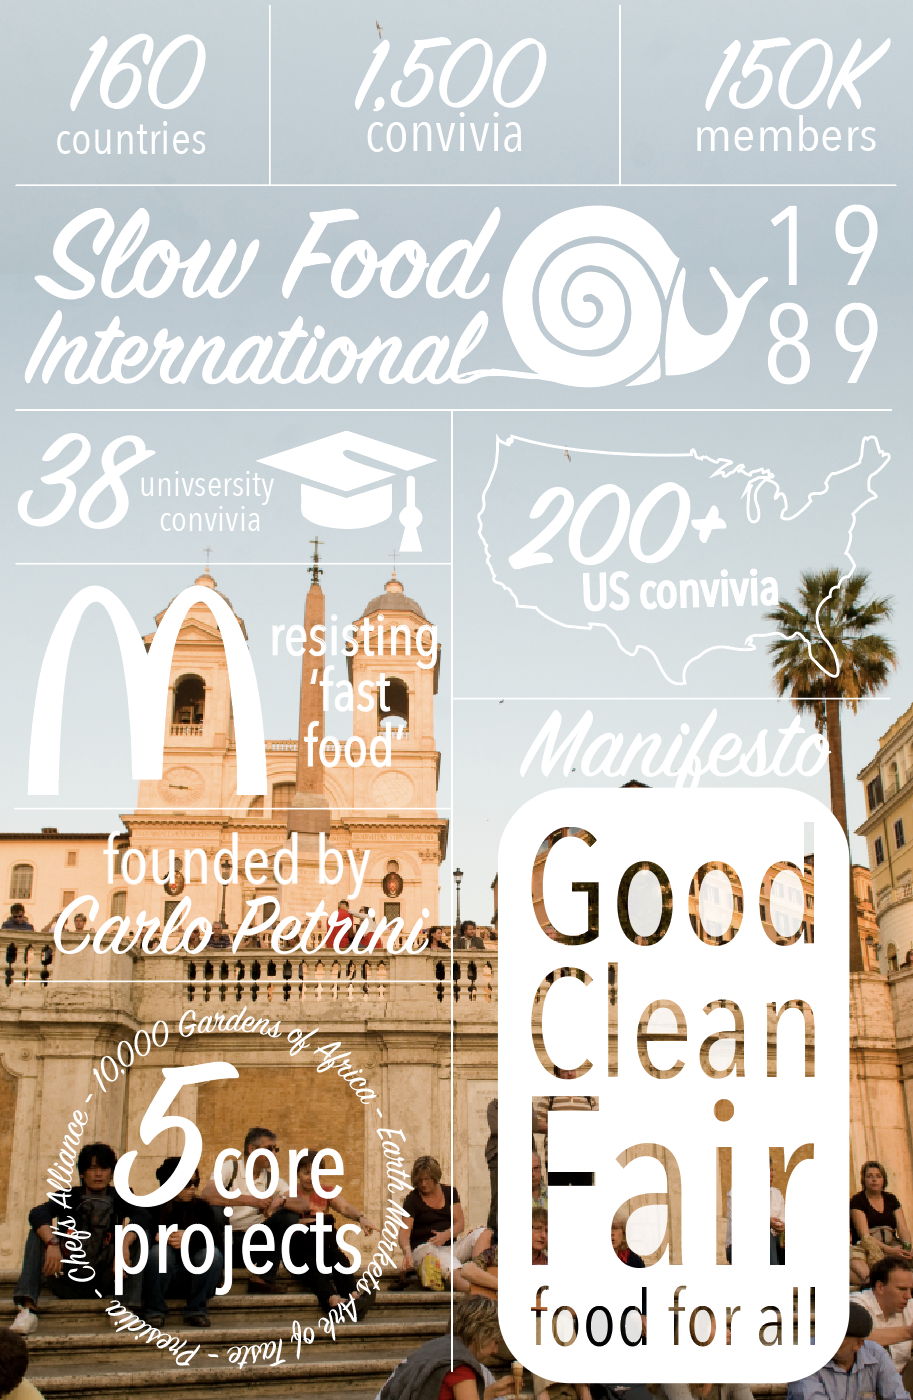 160
countries
1,500
convivia
150K
members
Slow Food
International
19
89
38 univsersity
convivia
200+
US convivia
resisting
'fast
food'
founded by
Carlo Petrini
Manifesto
Good
Clean
Fair
food for all
5 core
projects
10,000 Gardens of Africa - Earth Markets Ark of Taste - Presidia - Chef's Alliance -